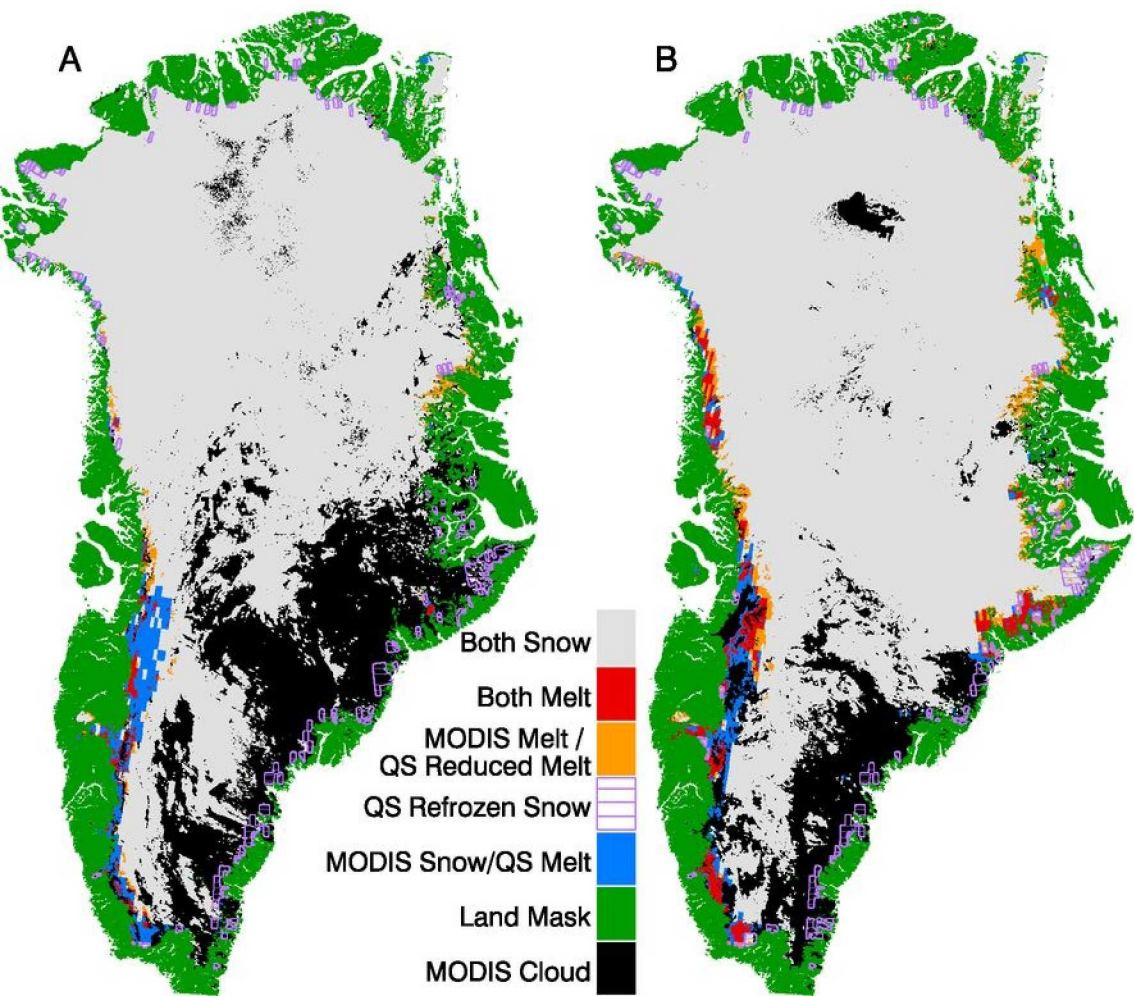 A
B
Both Snow
Both Melt
MODIS Melt /
QS Reduced Melt
QS Refrozen Snow
MODIS Snow/QS Melt
Land Mask
MODIS Cloud